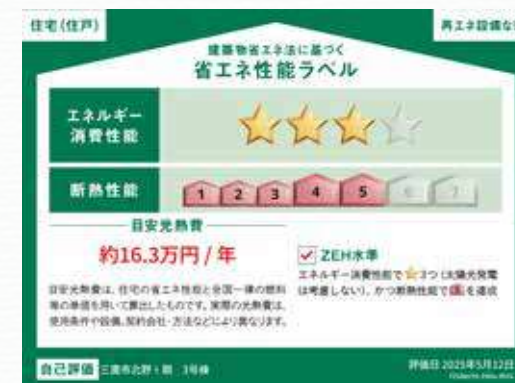 住宅(住戸)
再エネ設備な
建築物省エネ法に基づく
省エネ性能ラベル
エネルギー
消費性能
断熱性能
1 2 3 4 5 6 7
目安光熱費
約16.3万円 / 年
目安光熱費は、住宅の省エネ性能と全国一律の燃料
等の単価を用いて算出したものです。実際の光熱費は、
使用条件や設備、契約会社・方法などにより異なります。
ZEH水準
エネルギー消費性能で 3つ(太陽光発電
は考慮しない)、かつ断熱性能で 5 を達成
自己評価 三鷹市北野 期 3号棟
評価日 2025年5月12日